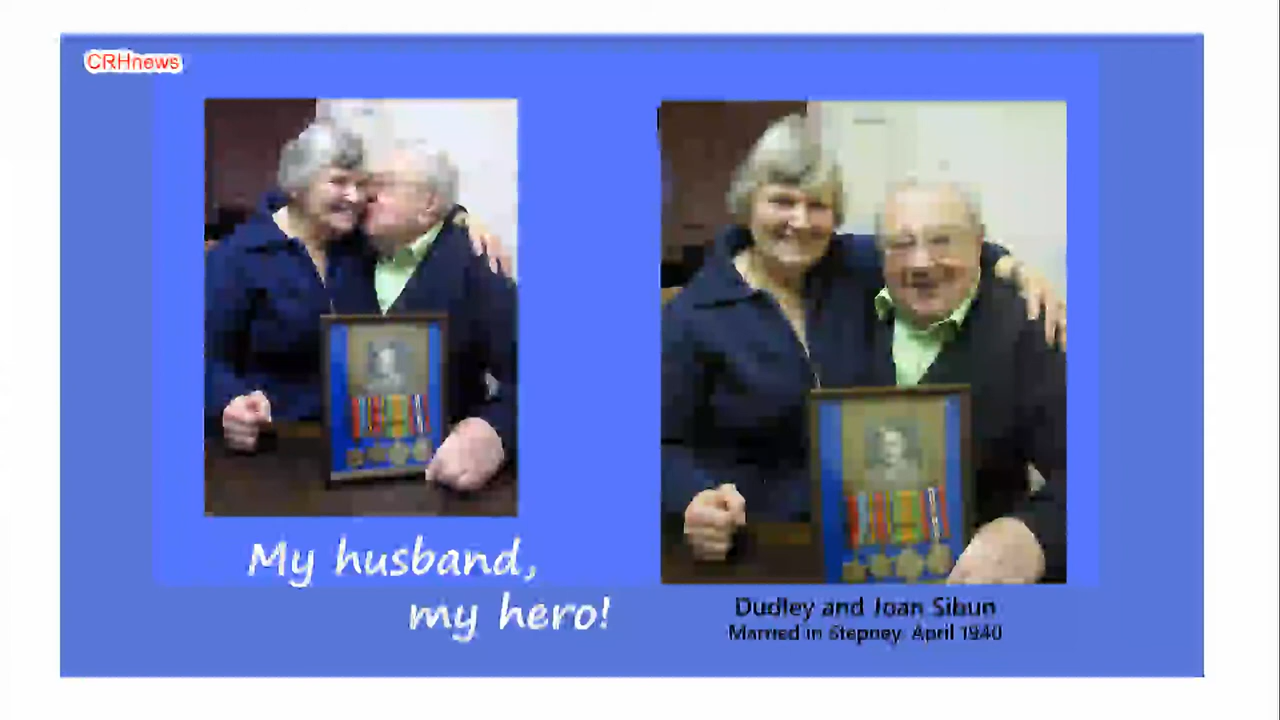 CRHnews
My husband,
my hero!
Dudley and Joan Sibun
Married in Stepney, April 1940